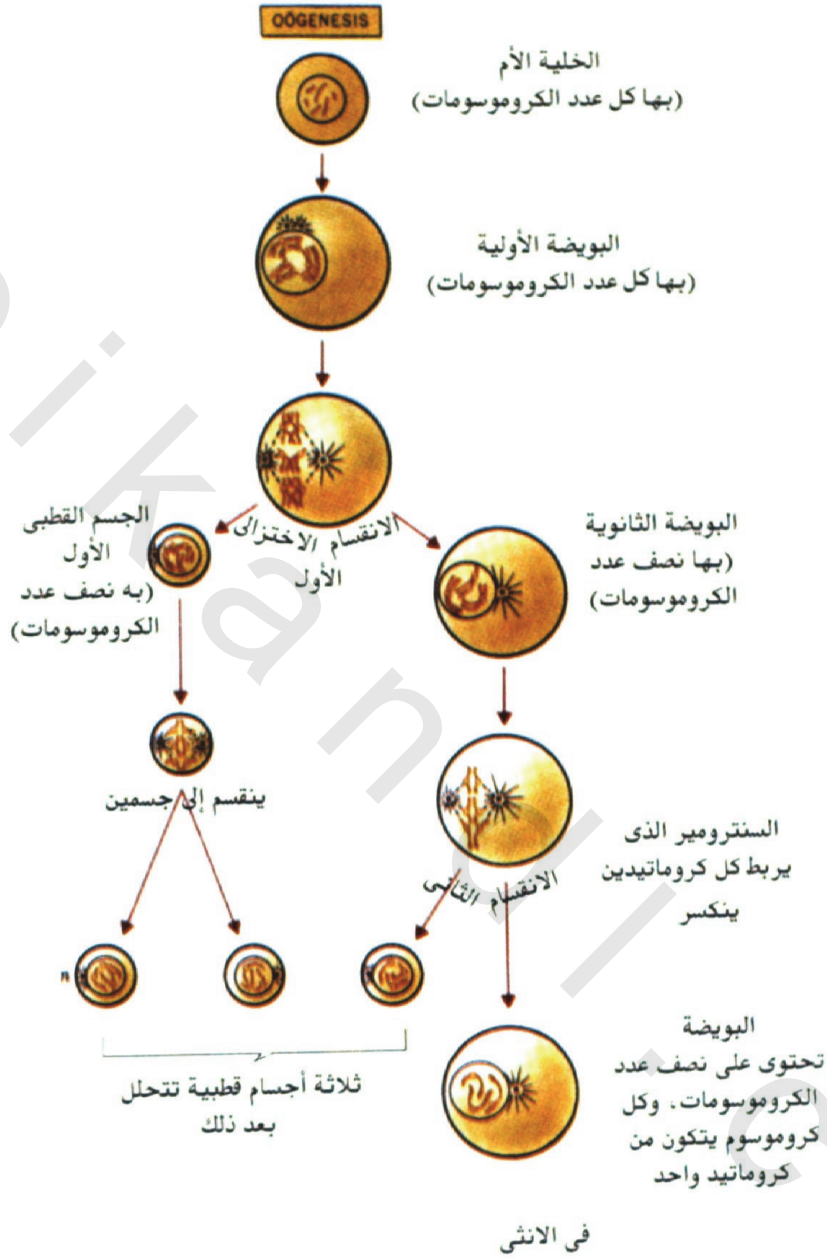 OÖGENESIS
الخلية الأم
(بها كل عدد الكروموسومات)
البويضة الأولية
(بها كل عدد الكروموسومات)
الانقسام الاختزالى
الأول
الجسم القطبى
الأول
(به نصف عدد
الكروموسومات)
البويضة الثانوية
(بها نصف عدد
الكروموسومات)
ينقسم إلى جسمين
السنترومير الذى
يربط كل كروماتيدين
ينكسر
الانقسام الثانى
n
ثلاثة أجسام قطبية تتحلل
بعد ذلك
البويضة
تحتوى على نصف عدد
الكروموسومات، وكل
كروموسوم يتكون من
كروماتيد واحد
فى الانثى